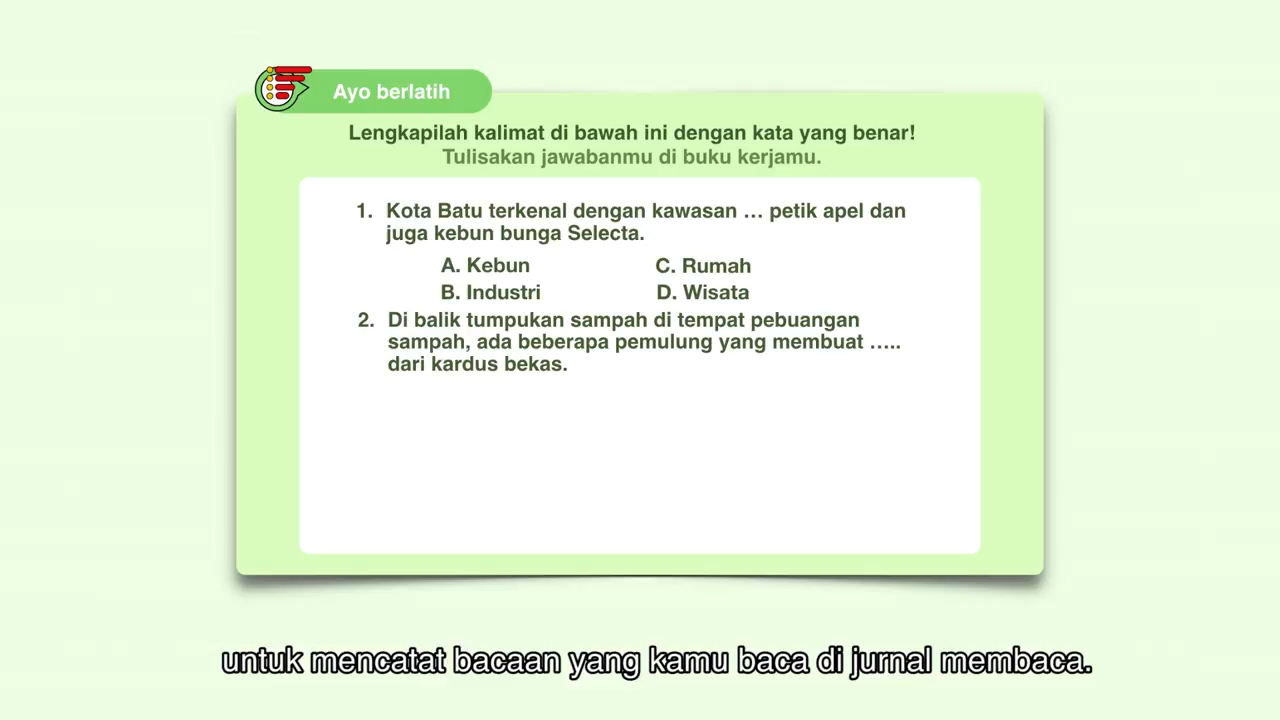 Ayo berlatih
Lengkapilah kalimat di bawah ini dengan kata yang benar!
Tulisakan jawabanmu di buku kerjamu.
1. Kota Batu terkenal dengan kawasan … petik apel dan
juga kebun bunga Selecta.
A. Kebun C. Rumah
B. Industri D. Wisata
2. Di balik tumpukan sampah di tempat pebuangan
sampah, ada beberapa pemulung yang membuat …..
dari kardus bekas.
untuk mencatat bacaan yang kamu baca di jurnal membaca.